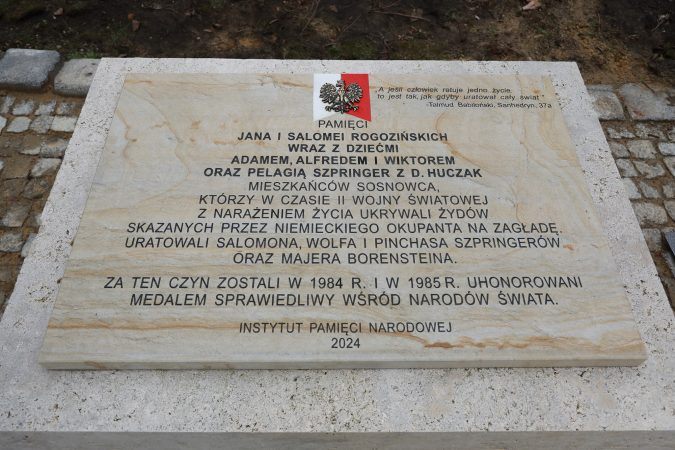 A jeśli człowiek ratuje jedno życie,
to jest tak, jak gdyby uratował cały świat"
-Talmud Babiloński, Sanhedryn, 37a
PAMIĘCI
JANA I SALOMEI ROGOZIŃSKICH
WRAZ Z DZIEĆMI
ADAMEM, ALFREDEM I WIKTOREM
ORAZ PELAGIĄ SZPRINGER Z D. HUCZAK
MIESZKAŃCÓW SOSNOWCA,
KTÓRZY W CZASIE II WOJNY ŚWIATOWEJ
Z NARAŻENIEM ŻYCIA UKRYWALI ŻYDÓW
SKAZANYCH PRZEZ NIEMIECKIEGO OKUPANTA NA ZAGŁADĘ.
URATOWALI SALOMONA, WOLFA I PINCHASA SZPRINGERÓW
ORAZ MAJERA BORENSTEINA.
ZA TEN CZYN ZOSTALI W 1984 R. I W 1985 R. UHONOROWANI
MEDALEM SPRAWIEDLIWY WŚRÓD NARODÓW ŚWIATA.
INSTYTUT PAMIĘCI NARODOWEJ
2024